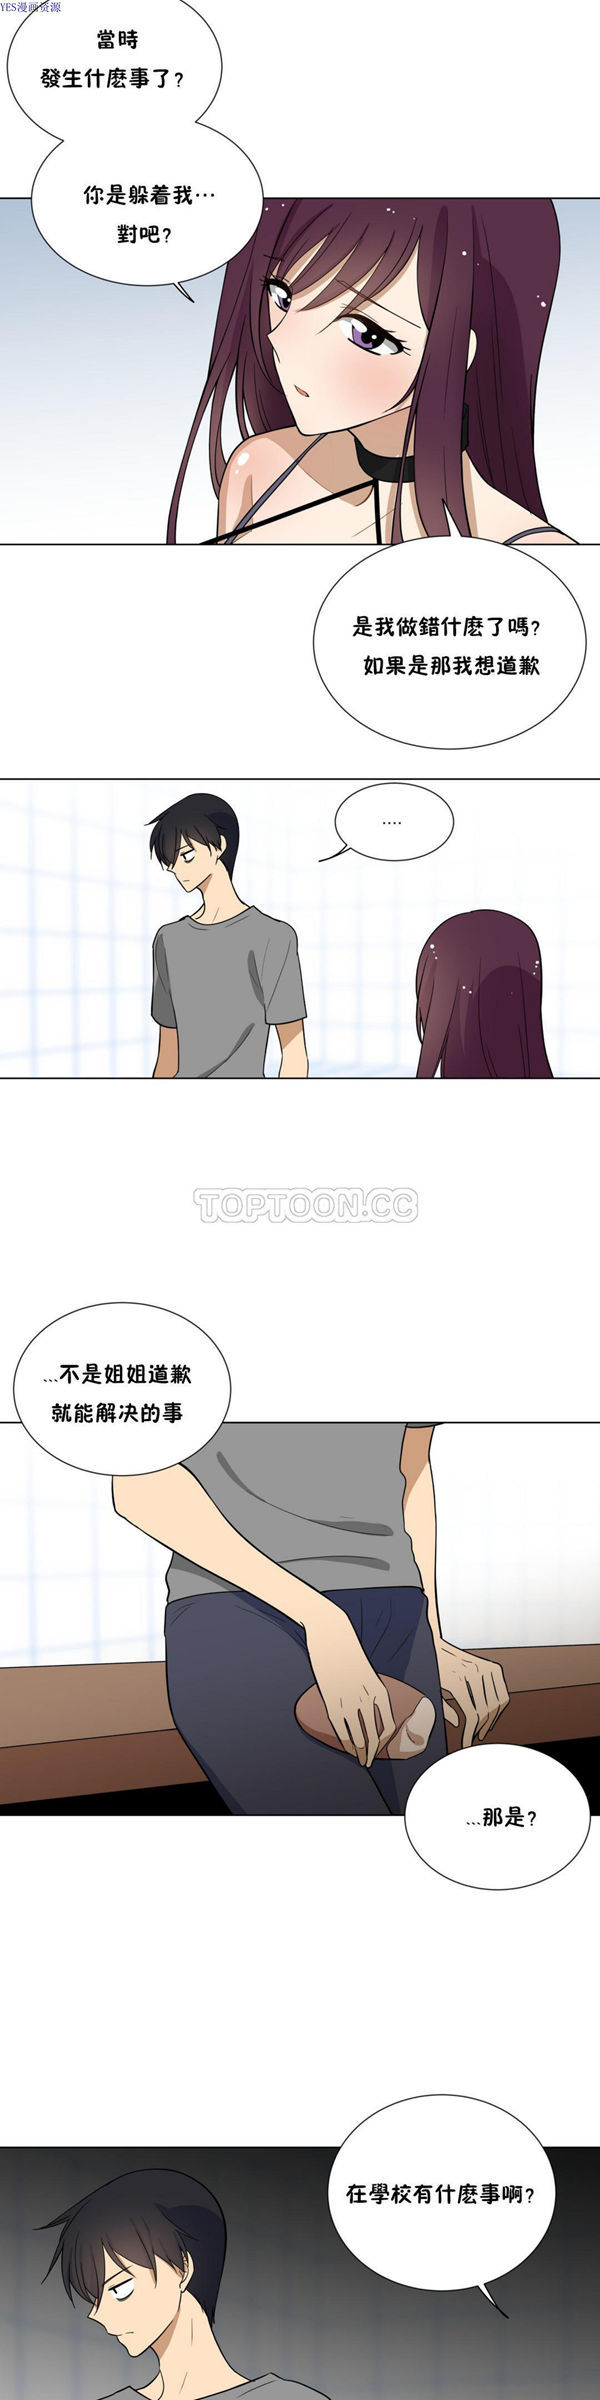 YES漫画资源
當時
發生什麽事了?
你是躲着我…
對吧?
是我做錯什麽了嗎?
如果是那我想道歉
....
TOPTOON.CC
...不是姐姐道歉
就能解决的事
...那是?
在學校有什麽事啊?